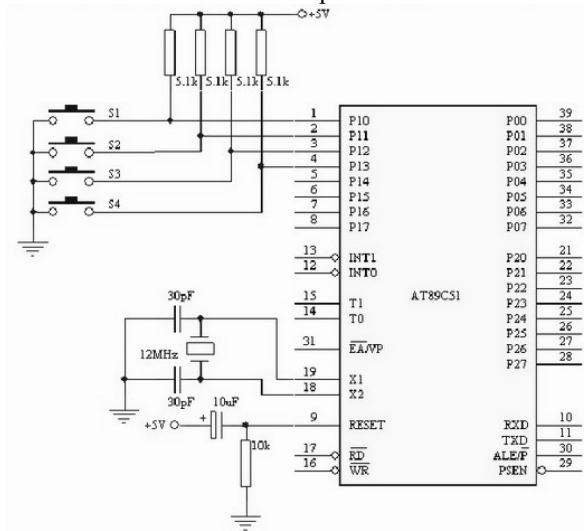 +5V
5.1k 5.1k 5.1k 5.1k
S1
S2
S3
S4
1 P10
2 P11
3 P12
4 P13
5 P14
6 P15
7 P16
8 P17
13 INT1
12 INT0
15 T1
14 T0
31 EA/VP
19 X1
18 X2
9 RESET
17 RD
16 WR
AT89C51
P00 39
P01 38
P02 37
P03 36
P04 35
P05 34
P06 33
P07 32
P20 21
P21 22
P22 23
P23 24
P24 25
P25 26
P26 27
P27 28
RXD 10
TXD 11
ALE/P 30
PSEN 29
30pF
12MHz
30pF
10uF
+5V
+
10k